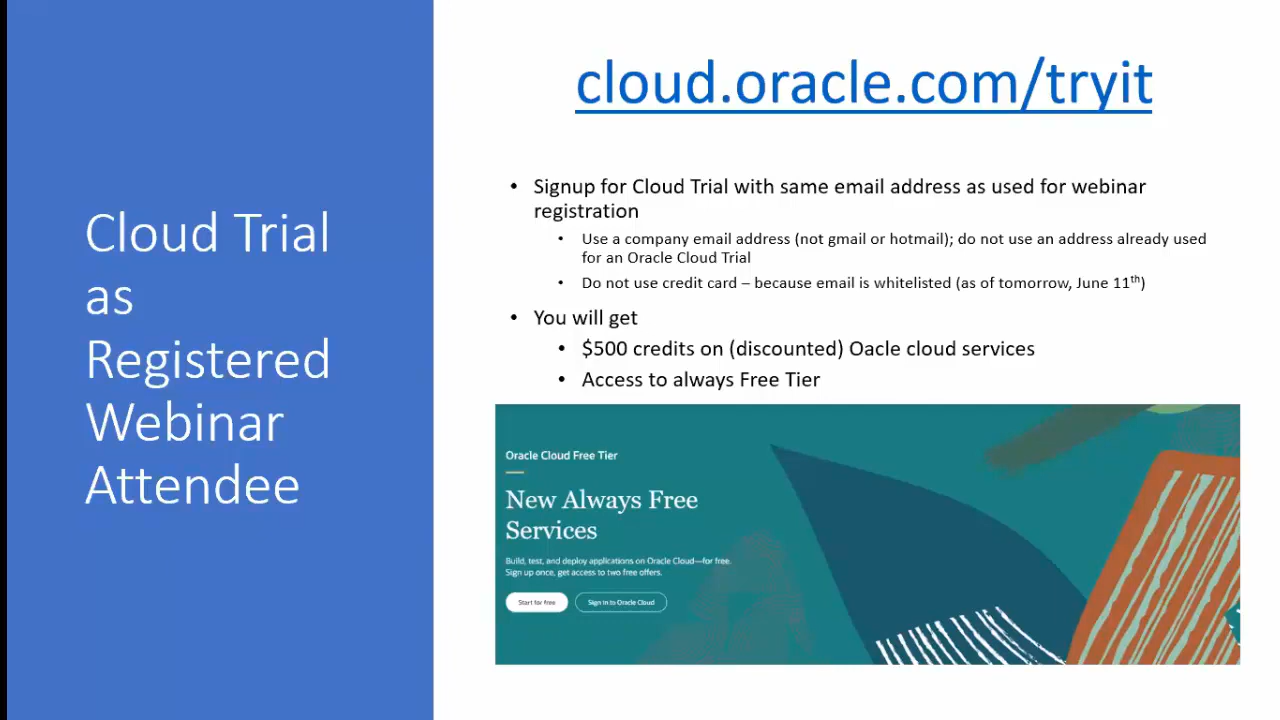 Cloud Trial
as
Registered
Webinar
Attendee
cloud.oracle.com/tryit
• Signup for Cloud Trial with same email address as used for webinar
registration
• Use a company email address (not gmail or hotmail); do not use an address already used
for an Oracle Cloud Trial
• Do not use credit card – because email is whitelisted (as of tomorrow, June 11th)
• You will get
• $500 credits on (discounted) Oacle cloud services
• Access to always Free Tier
Oracle Cloud Free Tier
New Always Free
Services
Build, test, and deploy applications on Oracle Cloud—for free.
Sign up once, get access to two free offers.
Start for free
Sign in to Oracle Cloud